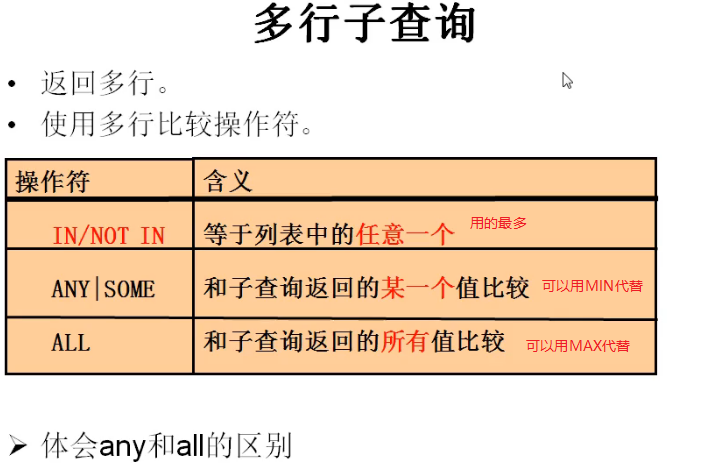 多行子查询
• 返回多行。
• 使用多行比较操作符。
操作符 含义
IN/NOT IN 等于列表中的任意一个 用的最多
ANY|SOME 和子查询返回的某一个值比较 可以用MIN代替
ALL 和子查询返回的所有值比较 可以用MAX代替
➢ 体会any和all的区别